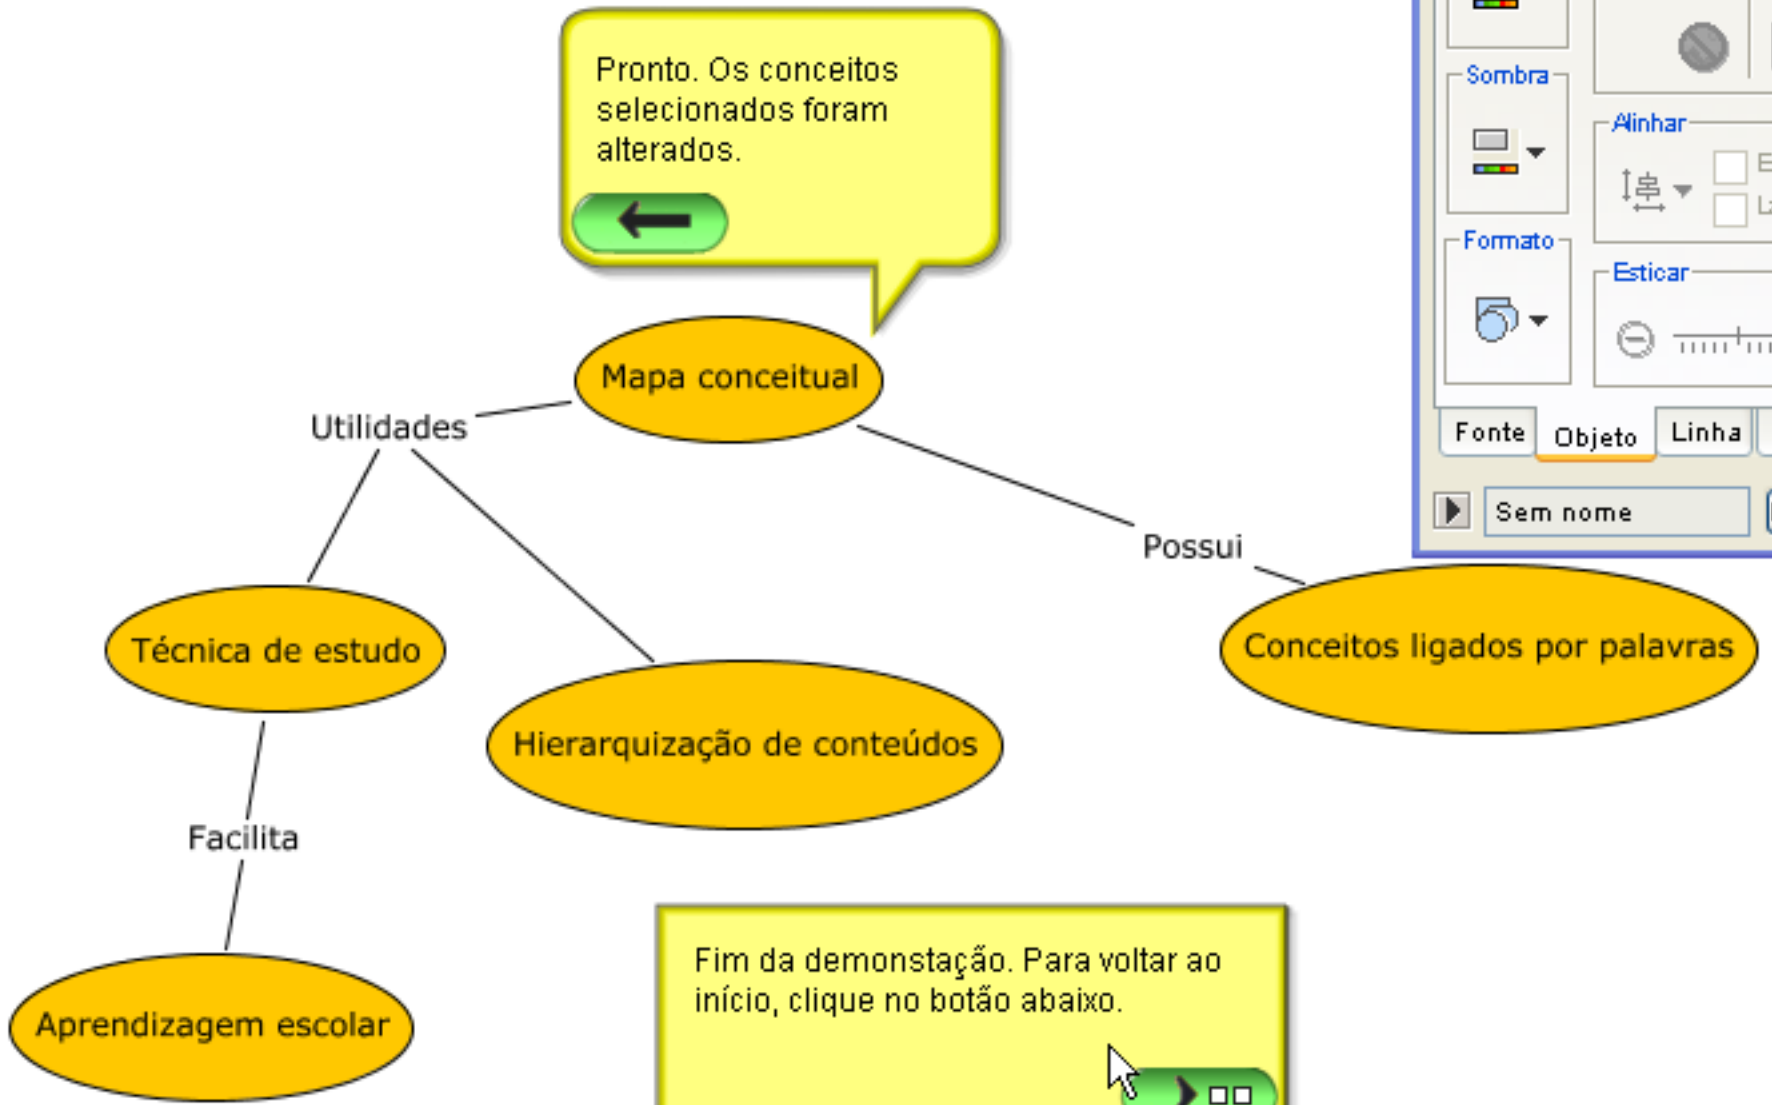 Pronto. Os conceitos
selecionados foram
alterados.
Sombra
Alinhar
Formato
Esticar
Mapa conceitual
Utilidades
Fonte
Objeto
Linha
Sem nome
Possui
Técnica de estudo
Conceitos ligados por palavras
Hierarquização de conteúdos
Facilita
Fim da demonstação. Para voltar ao
início, clique no botão abaixo.
Aprendizagem escolar